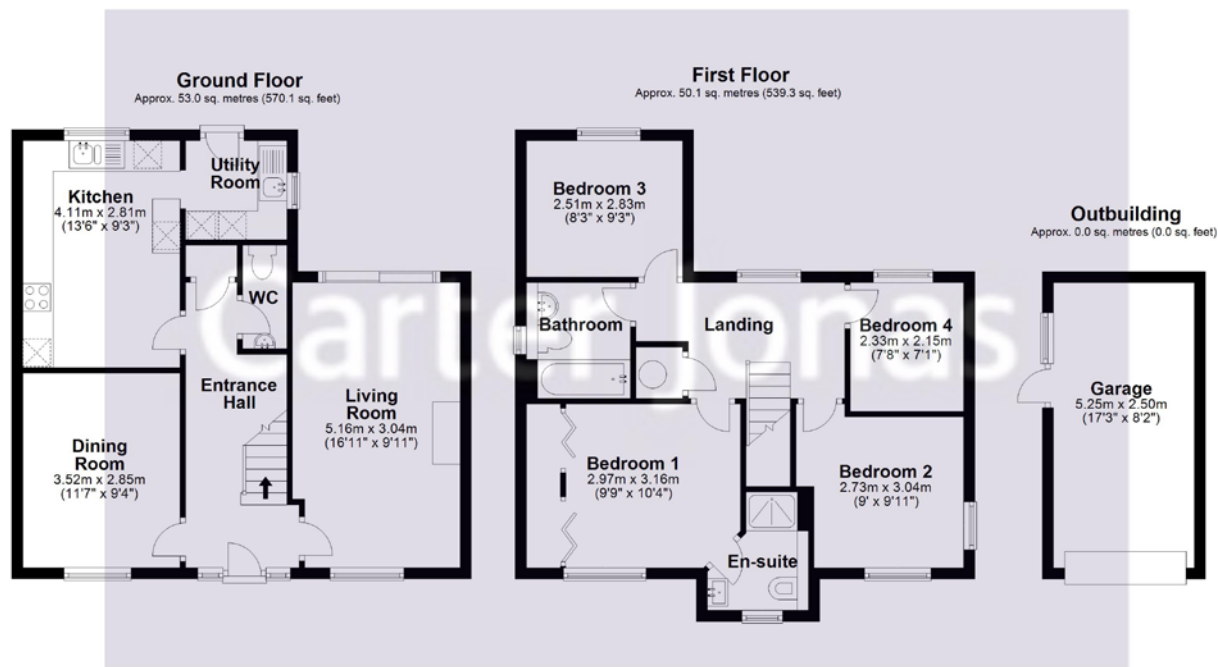 Ground Floor
Approx. 53.0 sq. metres (570.1 sq. feet)
Kitchen
4.11m x 2.81m
(13'6" x 9'3")
Utility
Room
WC
Entrance
Hall
Living
Room
5.16m x 3.04m
(16'11" x 9'11")
Dining
Room
3.52m x 2.85m
(11'7" x 9'4")
First Floor
Approx. 50.1 sq. metres (539.3 sq. feet)
Bedroom 3
2.51m x 2.83m
(8'3" x 9'3")
Bathroom
Landing
Bedroom 4
2.33m x 2.15m
(7'8" x 7'1")
Bedroom 1
2.97m x 3.16m
(9'9" x 10'4")
Bedroom 2
2.73m x 3.04m
(9' x 9'11")
En-suite
Outbuilding
Approx. 0.0 sq. metres (0.0 sq. feet)
Garage
5.25m x 2.50m
(17'3" x 8'2")
Carter Jonas